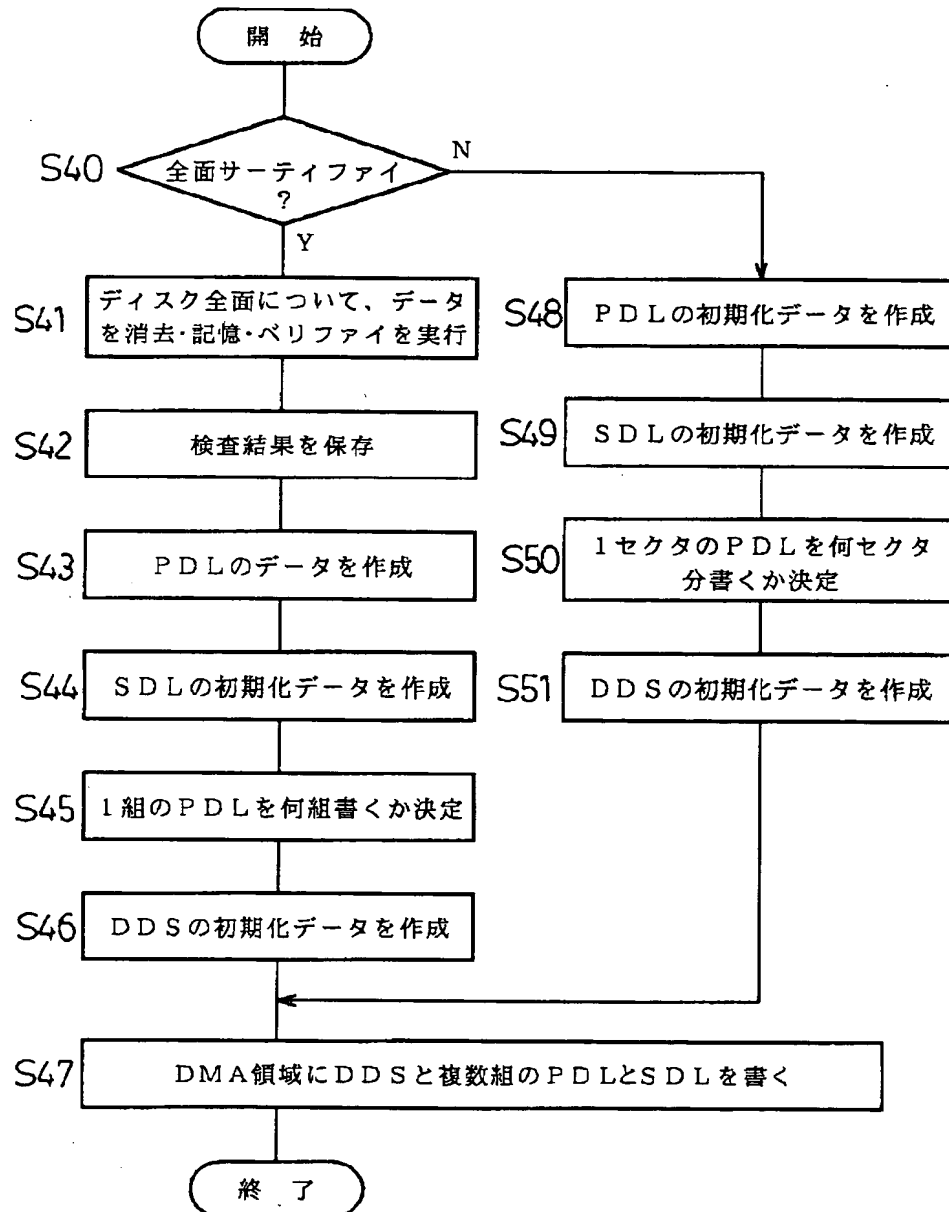 開 始
S40
全面サーティファイ
?
N
Y
S41
ディスク全面について、データ
を消去・記憶・ベリファイを実行
S42
検査結果を保存
S43
PDLのデータを作成
S44
SDLの初期化データを作成
S45
1組のPDLを何組書くか決定
S46
DDSの初期化データを作成
S48
PDLの初期化データを作成
S49
SDLの初期化データを作成
S50
1セクタのPDLを何セクタ
分書くか決定
S51
DDSの初期化データを作成
S47
DMA領域にDDSと複数組のPDLとSDLを書く
終 了